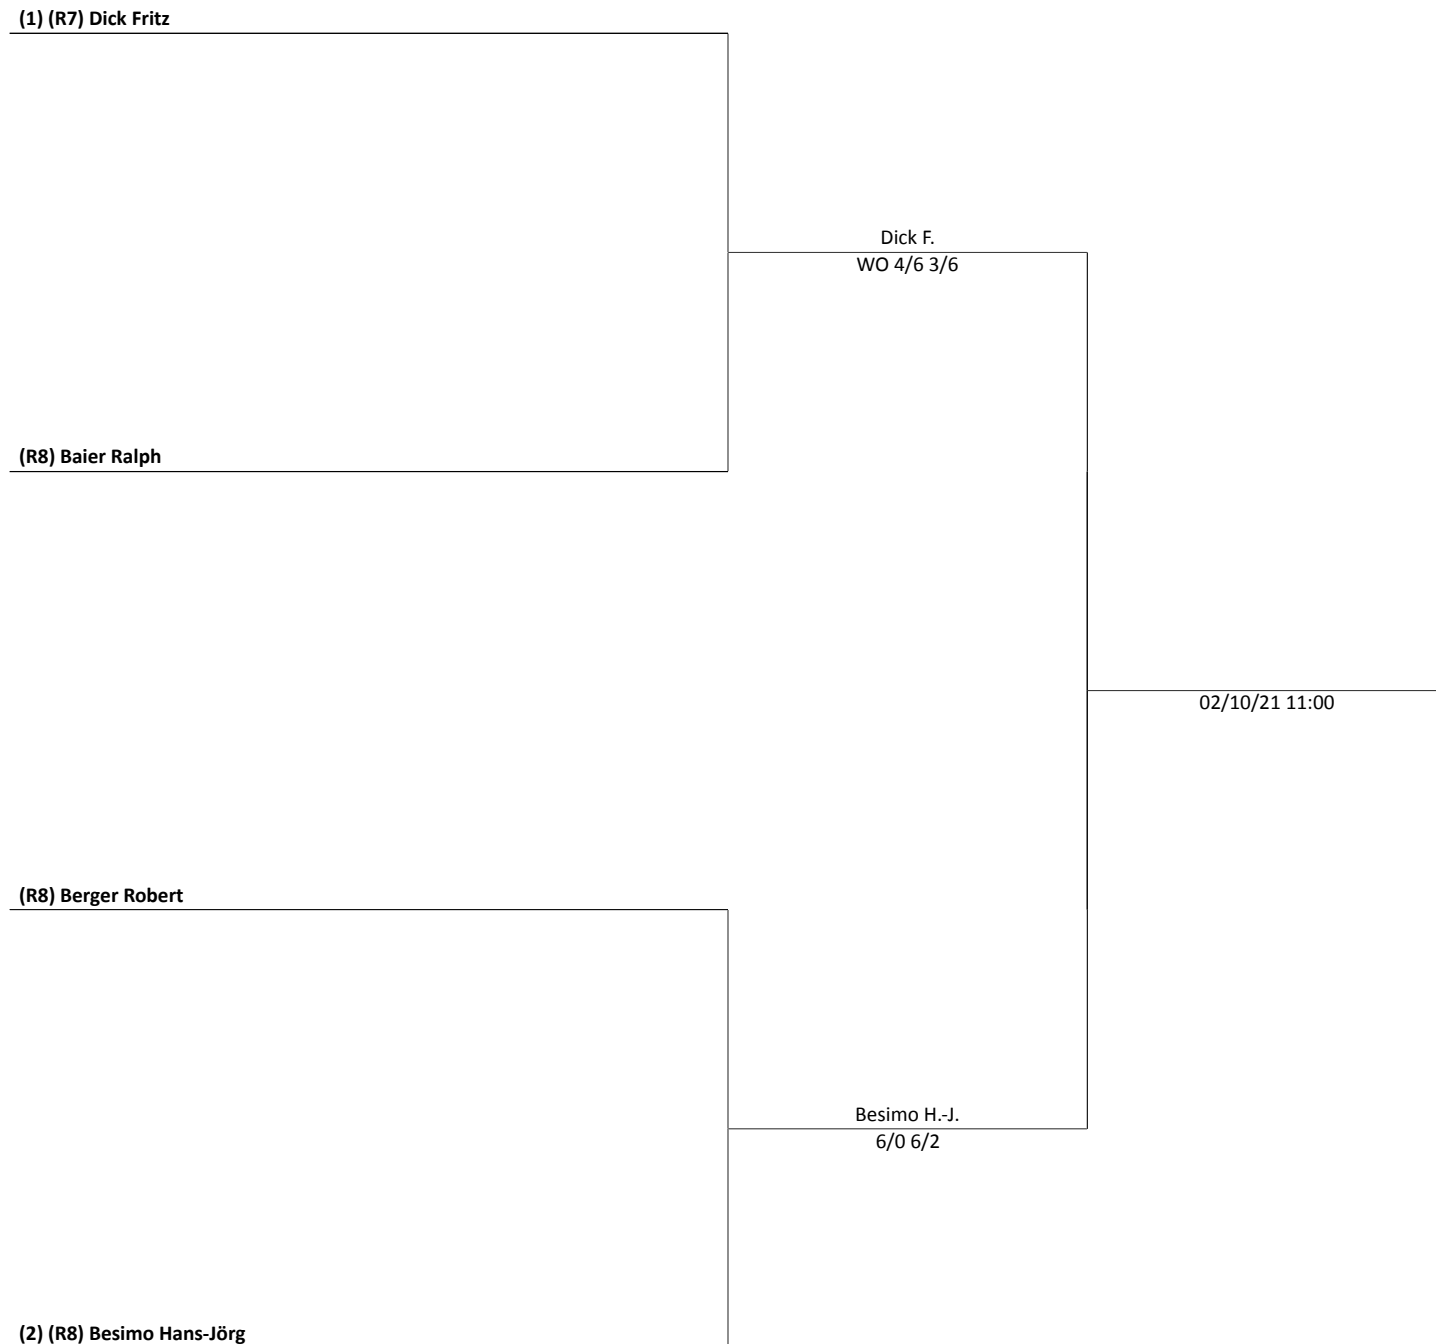 (1) (R7) Dick Fritz
Dick F.
WO 4/6 3/6
(R8) Baier Ralph
02/10/21 11:00
(R8) Berger Robert
Besimo H.-J.
6/0 6/2
(2) (R8) Besimo Hans-Jörg